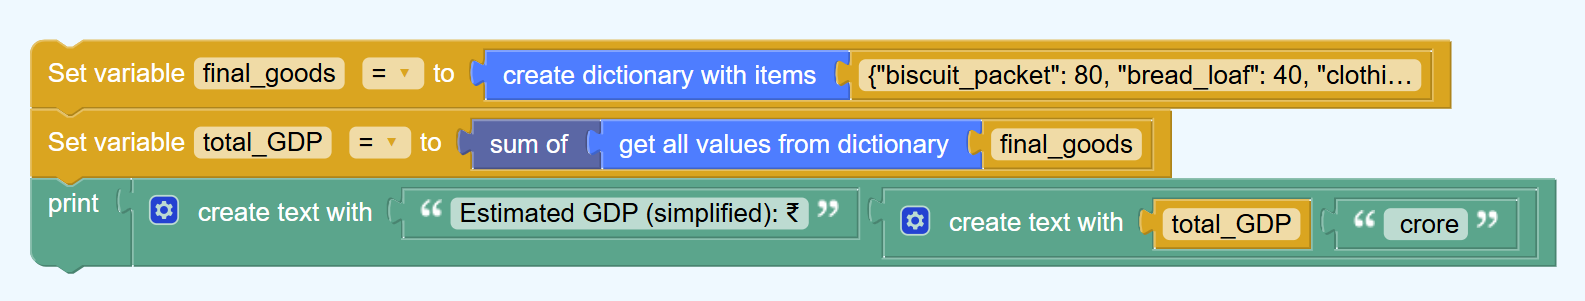 Set variable final_goods = to create dictionary with items {"biscuit_packet": 80, "bread_loaf": 40, "clothi…
Set variable total_GDP = to sum of get all values from dictionary final_goods
print create text with “ Estimated GDP (simplified): ₹ ” create text with total_GDP “ crore ”